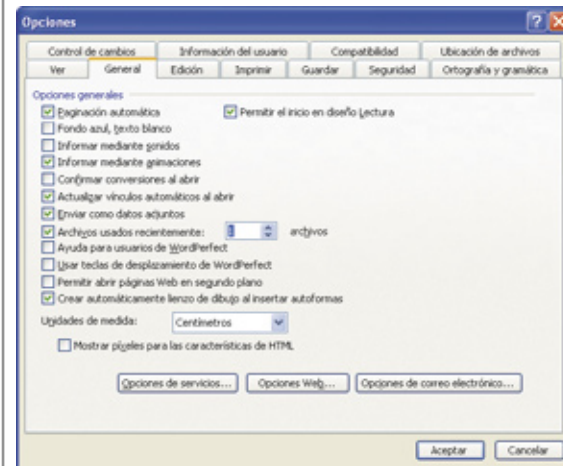 Opciones
Control de cambios Información del usuario Compatibilidad Ubicación de archivos
Ver General Edición Imprimir Guardar Seguridad Ortografía y gramática
Opciones generales
Paginación automática Permitir el inicio en diseño Lectura
Fondo azul, texto blanco
Informar mediante sonidos
Informar mediante animaciones
Confirmar conversiones al abrir
Actualizar vínculos automáticos al abrir
Enviar como datos adjuntos
Archivos usados recientemente: archivos
Ayuda para usuarios de WordPerfect
Usar teclas de desplazamiento de WordPerfect
Permitir abrir páginas Web en segundo plano
Crear automáticamente lienzo de dibujo al insertar autoformas
Unidades de medida: Centímetros
Mostrar píxeles para las características de HTML
Opciones de servicios... Opciones Web... Opciones de correo electrónico...
Aceptar Cancelar